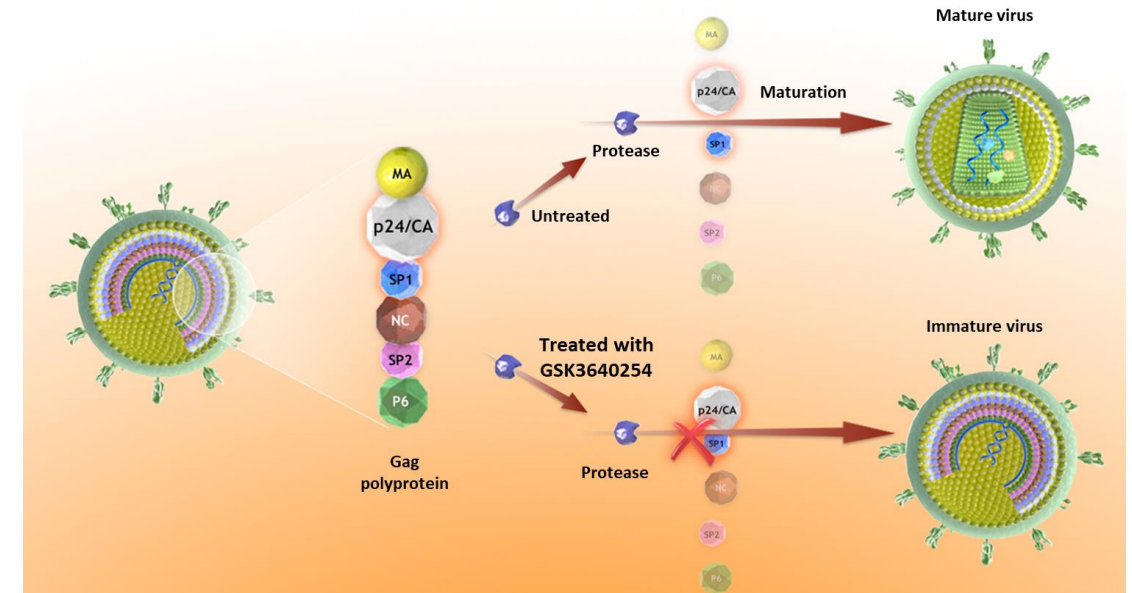 Mature virus
MA
p24/CA
Maturation
SP1
NC
SP2
P6
Protease
Untreated
MA
p24/CA
SP1
NC
SP2
P6
Gag
polyprotein
Treated with
GSK3640254
Protease
MA
p24/CA
SP1
NC
SP2
P6
Immature virus